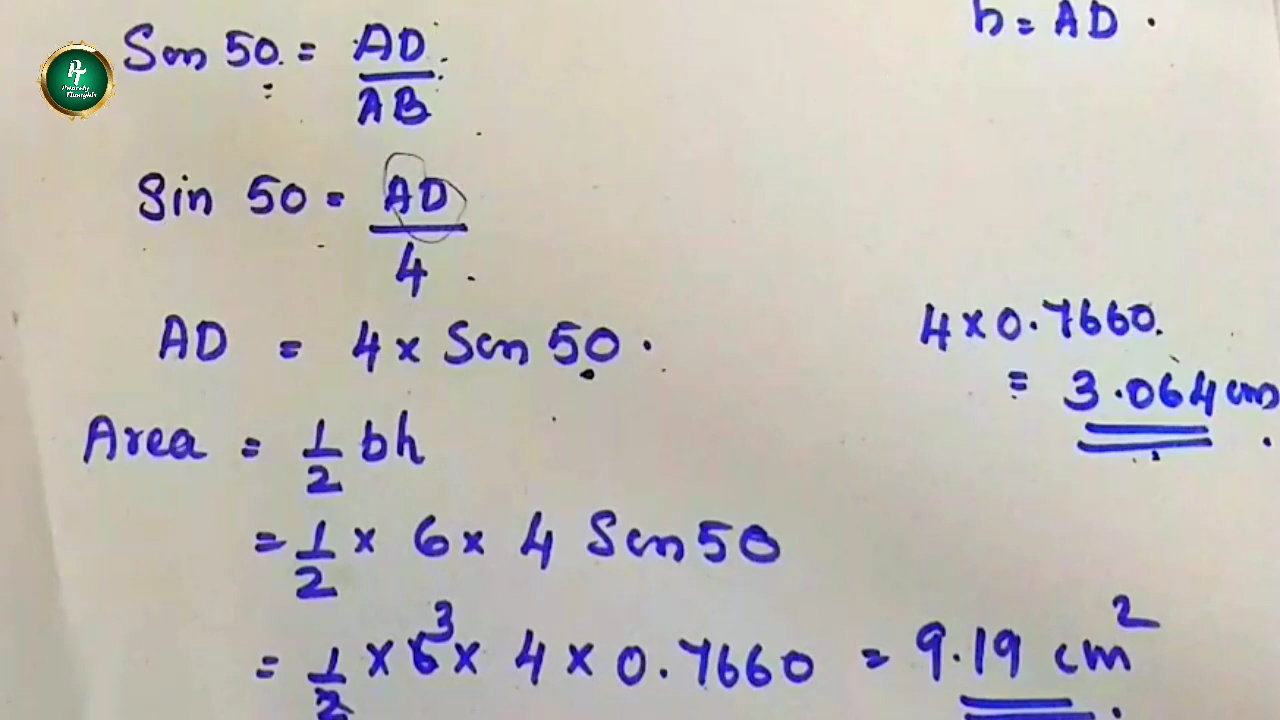 Sin 50 = AD/AB
h = AD .
Sin 50 = AD/4
AD = 4 × Sin 50 .
4 × 0.7660
= 3.064 cm
Area = 1/2 bh
= 1/2 × 6 × 4 Sin 50
= 1/2 × 6³ × 4 × 0.7660 = 9.19 cm²